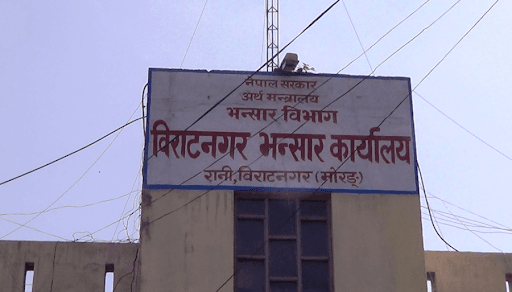 नेपाल सरकार
अर्थ मन्त्रालय
भन्सार विभाग
विराटनगर भन्सार कार्यालय
रानी, विराटनगर (मोरङ)